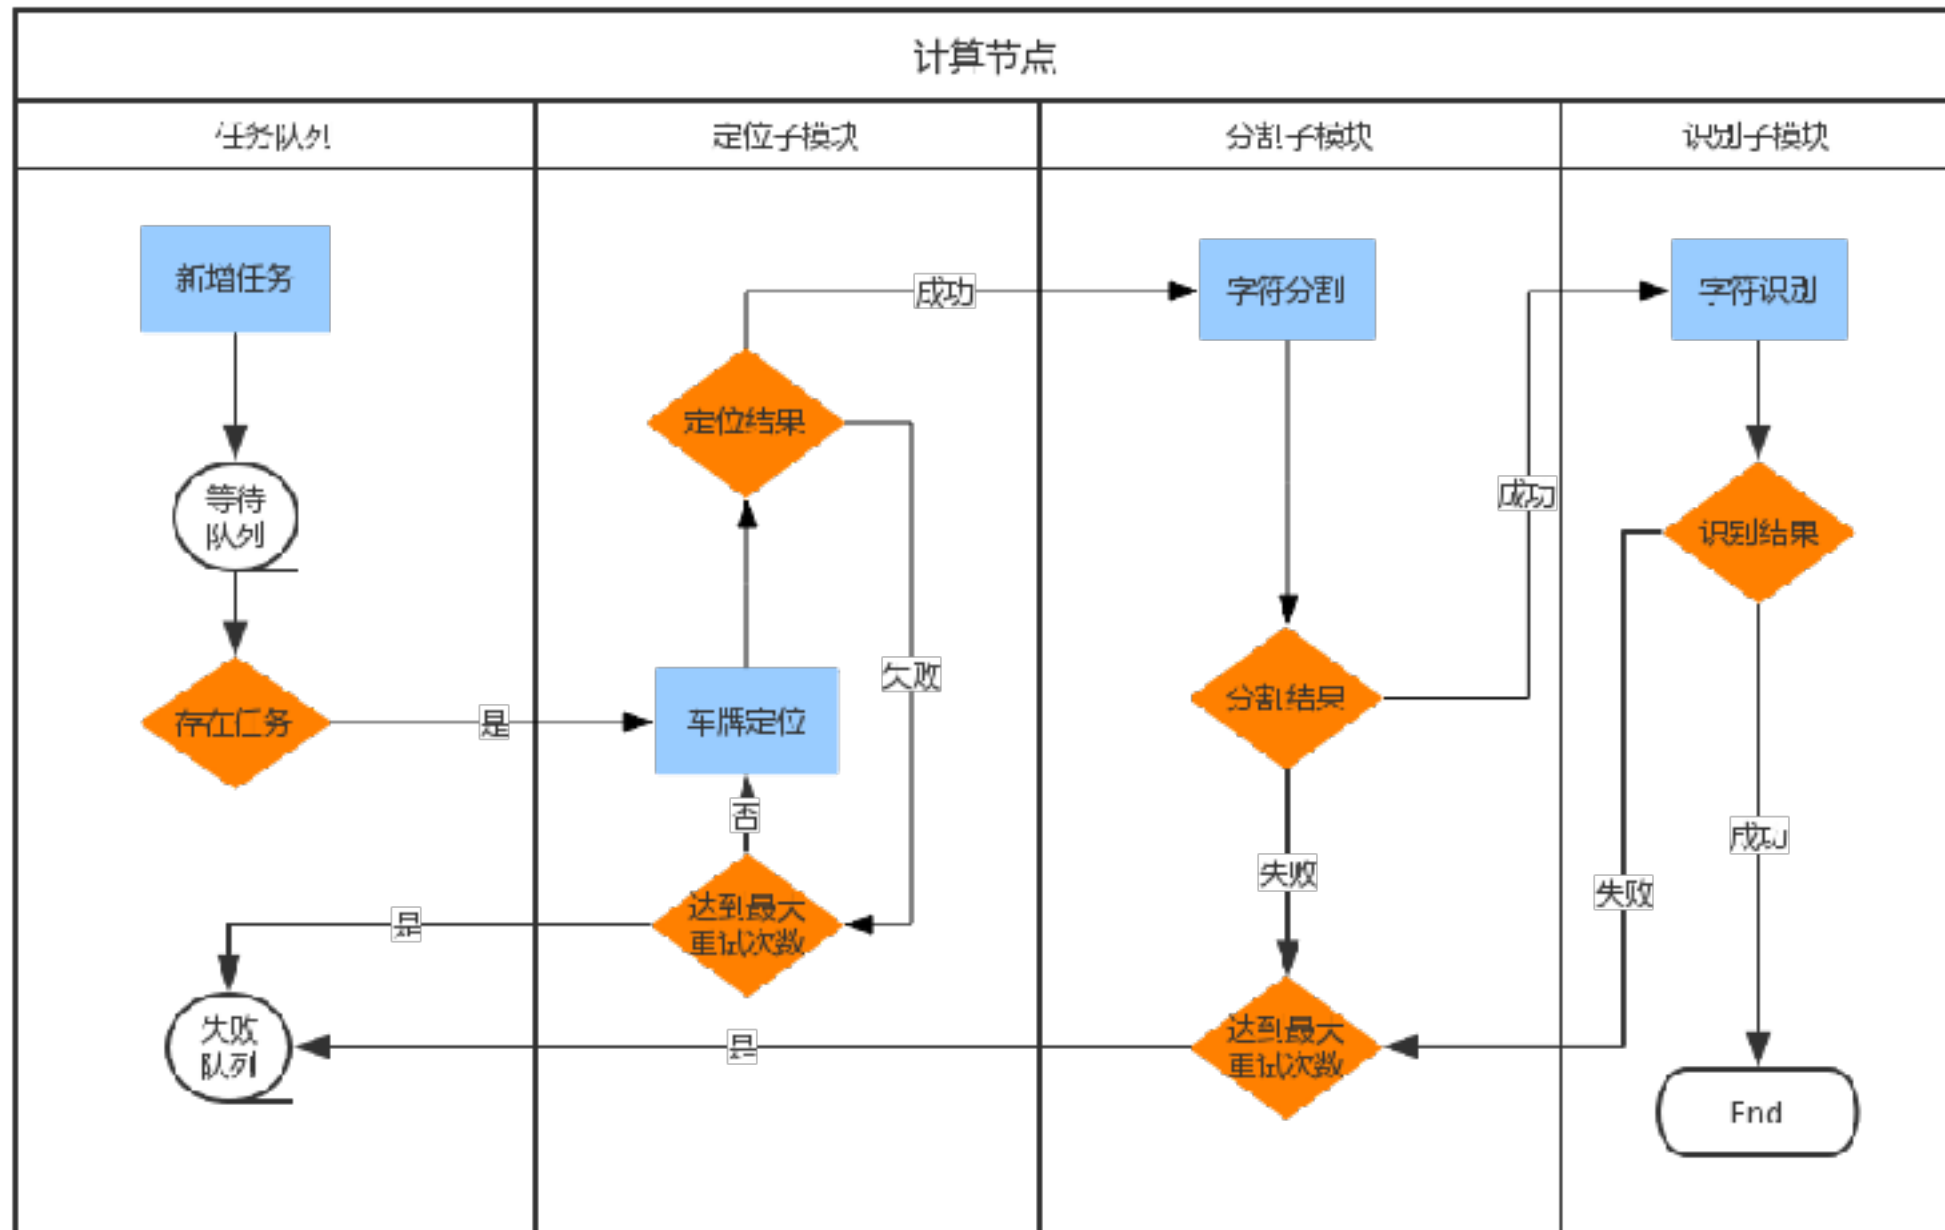 计算节点
任务队列
定位子模块
分割子模块
识别子模块
新增任务
等待
队列
存在任务
是
失败
队列
是
是
定位结果
成功
失败
车牌定位
否
达到最大
重试次数
字符分割
分割结果
成功
失败
达到最大
重试次数
字符识别
识别结果
失败
成功
End